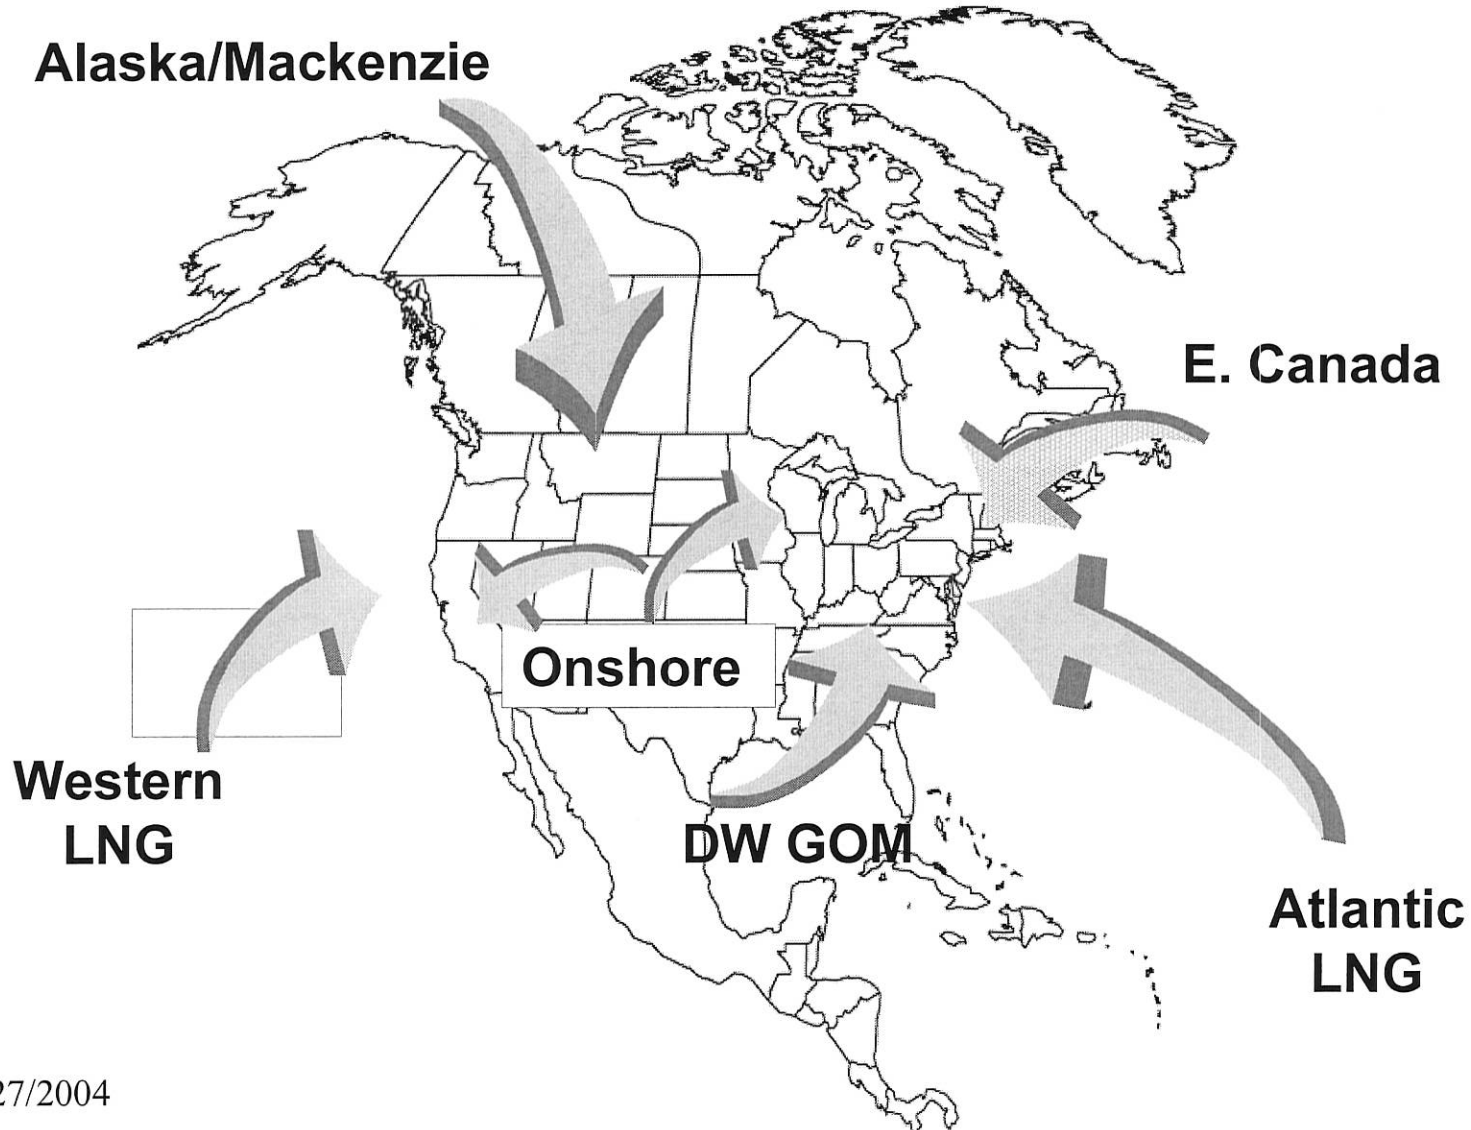 Alaska/Mackenzie
E. Canada
Onshore
Western
LNG
DW GOM
Atlantic
LNG
27/2004